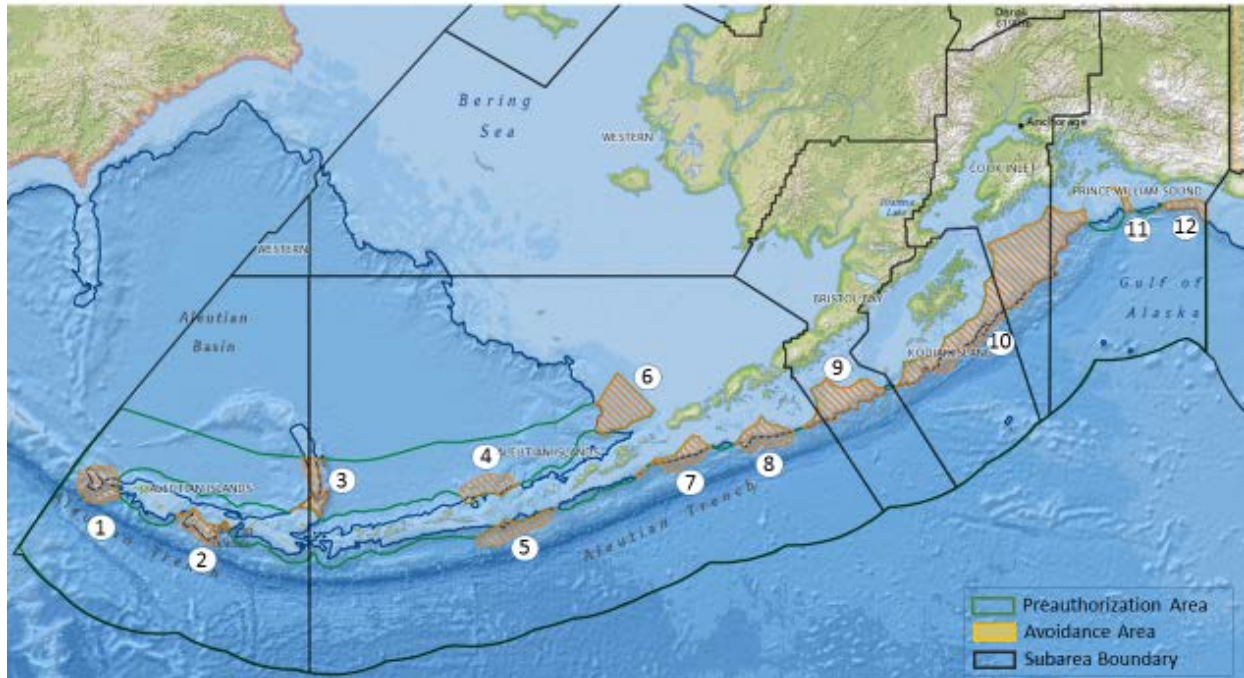 Bering
Sea
WESTERN
Anchorage
COOK INLET
PRINCE WILLIAM SOUND
Iliamna
Lake
11
12
WESTERN
Gulf of
Alaska
BRISTOL BAY
Aleutian
Basin
10
KODIAK ISLAND
9
6
4
ALEUTIAN ISLANDS
3
ALEUTIAN ISLANDS
7
8
1
2
5
Aleutian Trench
Trench
Preauthorization Area
Avoidance Area
Subarea Boundary